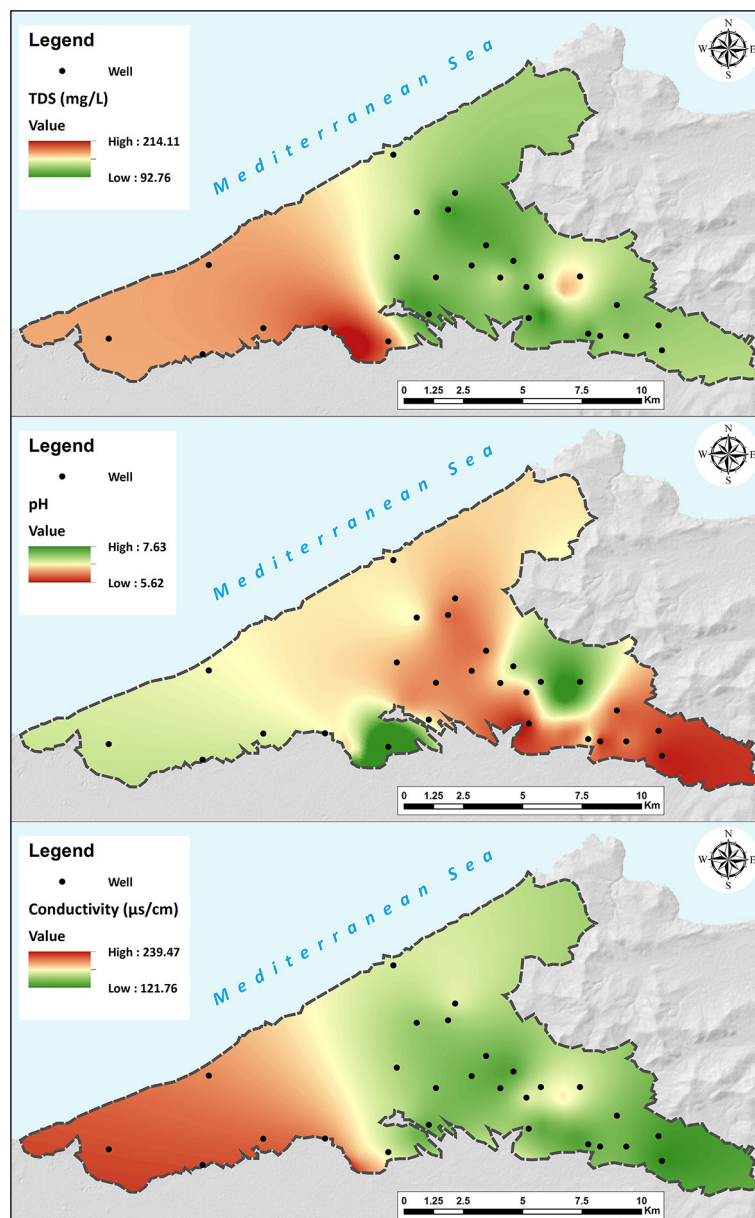 Legend
Well
TDS (mg/L)
Value
High : 214.11
Low : 92.76
Mediterranean Sea
N
W E
S
0 1.25 2.5 5 7.5 10
Km
Legend
Well
pH
Value
High : 7.63
Low : 5.62
Mediterranean Sea
N
W E
S
0 1.25 2.5 5 7.5 10
Km
Legend
Well
Conductivity (µs/cm)
Value
High : 239.47
Low : 121.76
Mediterranean Sea
N
W E
S
0 1.25 2.5 5 7.5 10
Km